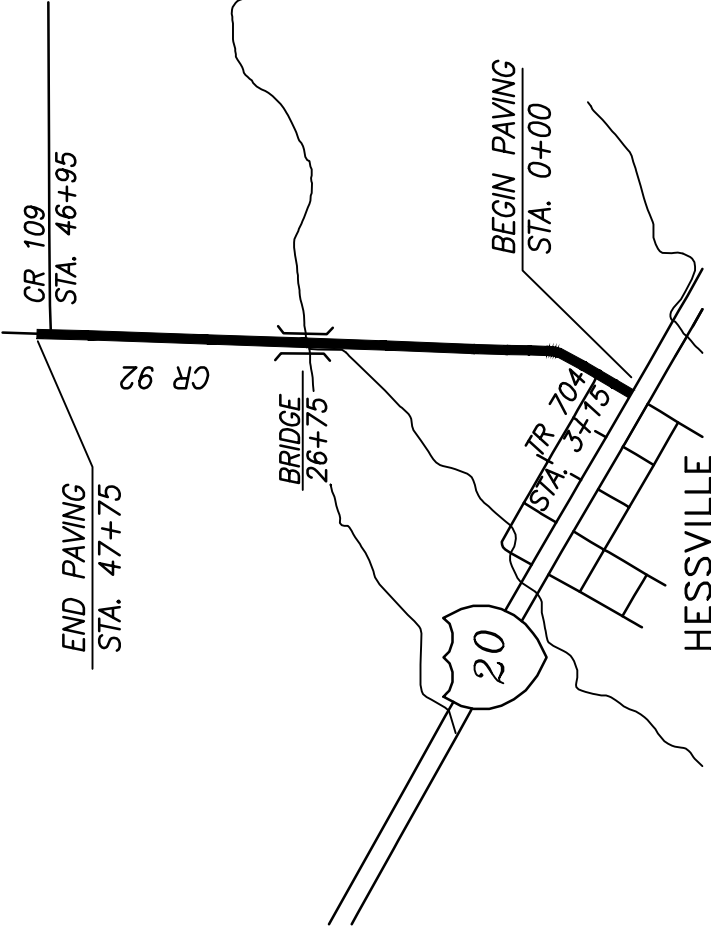 CR 109
STA. 46+95
BEGIN PAVING
STA. 0+00
CR 92
BRIDGE
26+75
TR 704
STA. 3+15
END PAVING
STA. 47+75
20
HESSVILLE